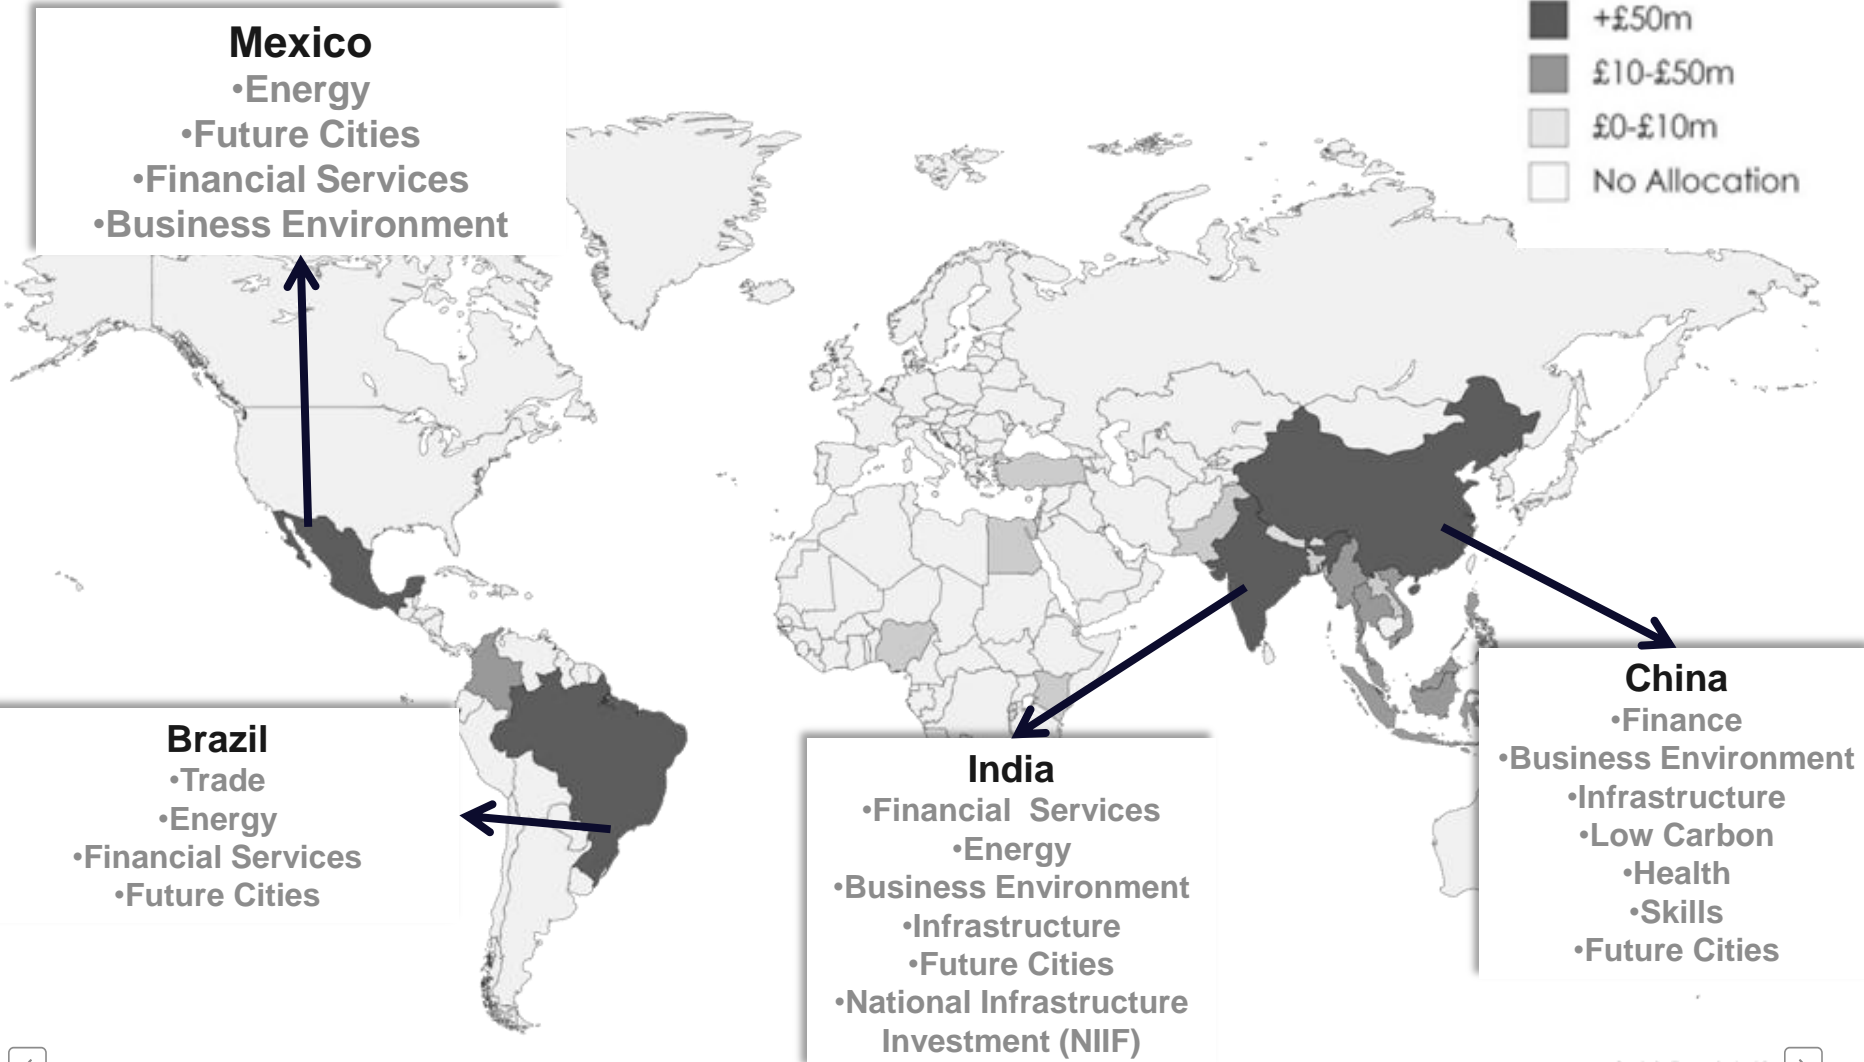 Mexico
•Energy
•Future Cities
•Financial Services
•Business Environment
+£50m
£10-£50m
£0-£10m
No Allocation
Brazil
•Trade
•Energy
•Financial Services
•Future Cities
India
•Financial  Services
•Energy
•Business Environment
•Infrastructure
•Future Cities
•National Infrastructure
Investment (NIIF)
China
•Finance
•Business Environment
•Infrastructure
•Low Carbon
•Health
•Skills
•Future Cities